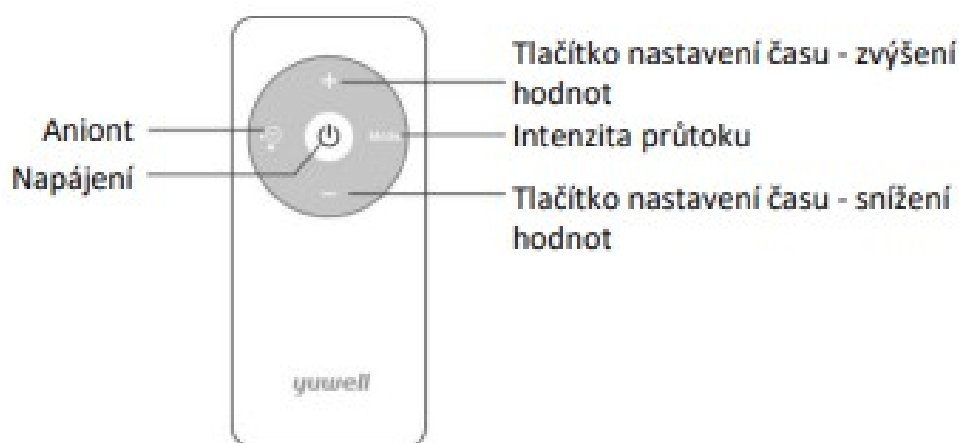 Tlačítko nastavení času - zvýšení
hodnot
Aniont
Intenzita průtoku
Napájení
Tlačítko nastavení času - snížení
hodnot
yuwell